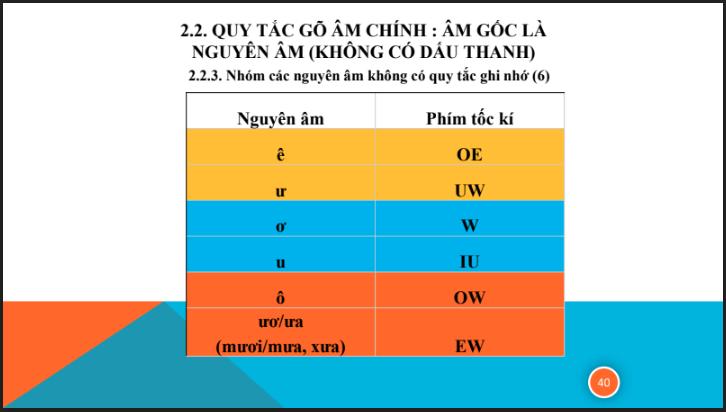 2.2. QUY TẮC GÕ ÂM CHÍNH : ÂM GỐC LÀ
NGUYÊN ÂM (KHÔNG CÓ DẤU THANH)
2.2.3. Nhóm các nguyên âm không có quy tắc ghi nhớ (6)
Nguyên âm Phím tốc kí
ê OE
ư UW
ơ W
u IU
ô OW
ươ/ưa
(mươi/mưa, xưa) EW
40